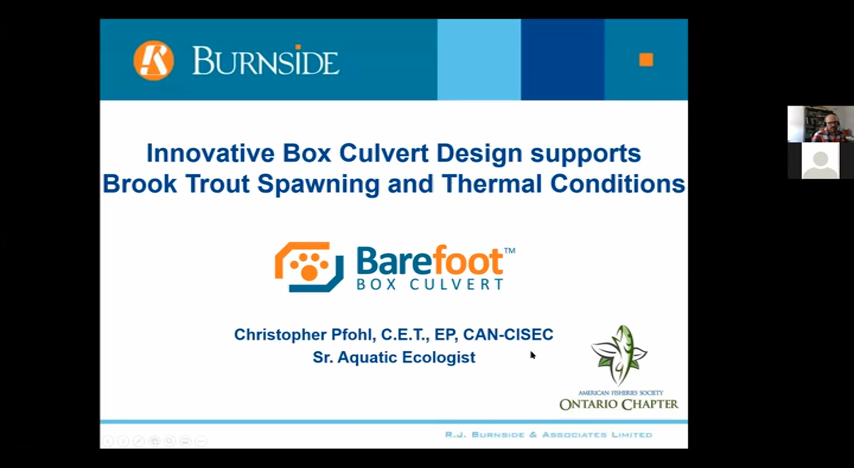 BURNSIDE
Innovative Box Culvert Design supports
Brook Trout Spawning and Thermal Conditions
Barefoot™
BOX CULVERT
Christopher Pfohl, C.E.T., EP, CAN-CISEC
Sr. Aquatic Ecologist
AMERICAN FISHERIES SOCIETY
ONTARIO CHAPTER
R.J. BURNSIDE & ASSOCIATES LIMITED